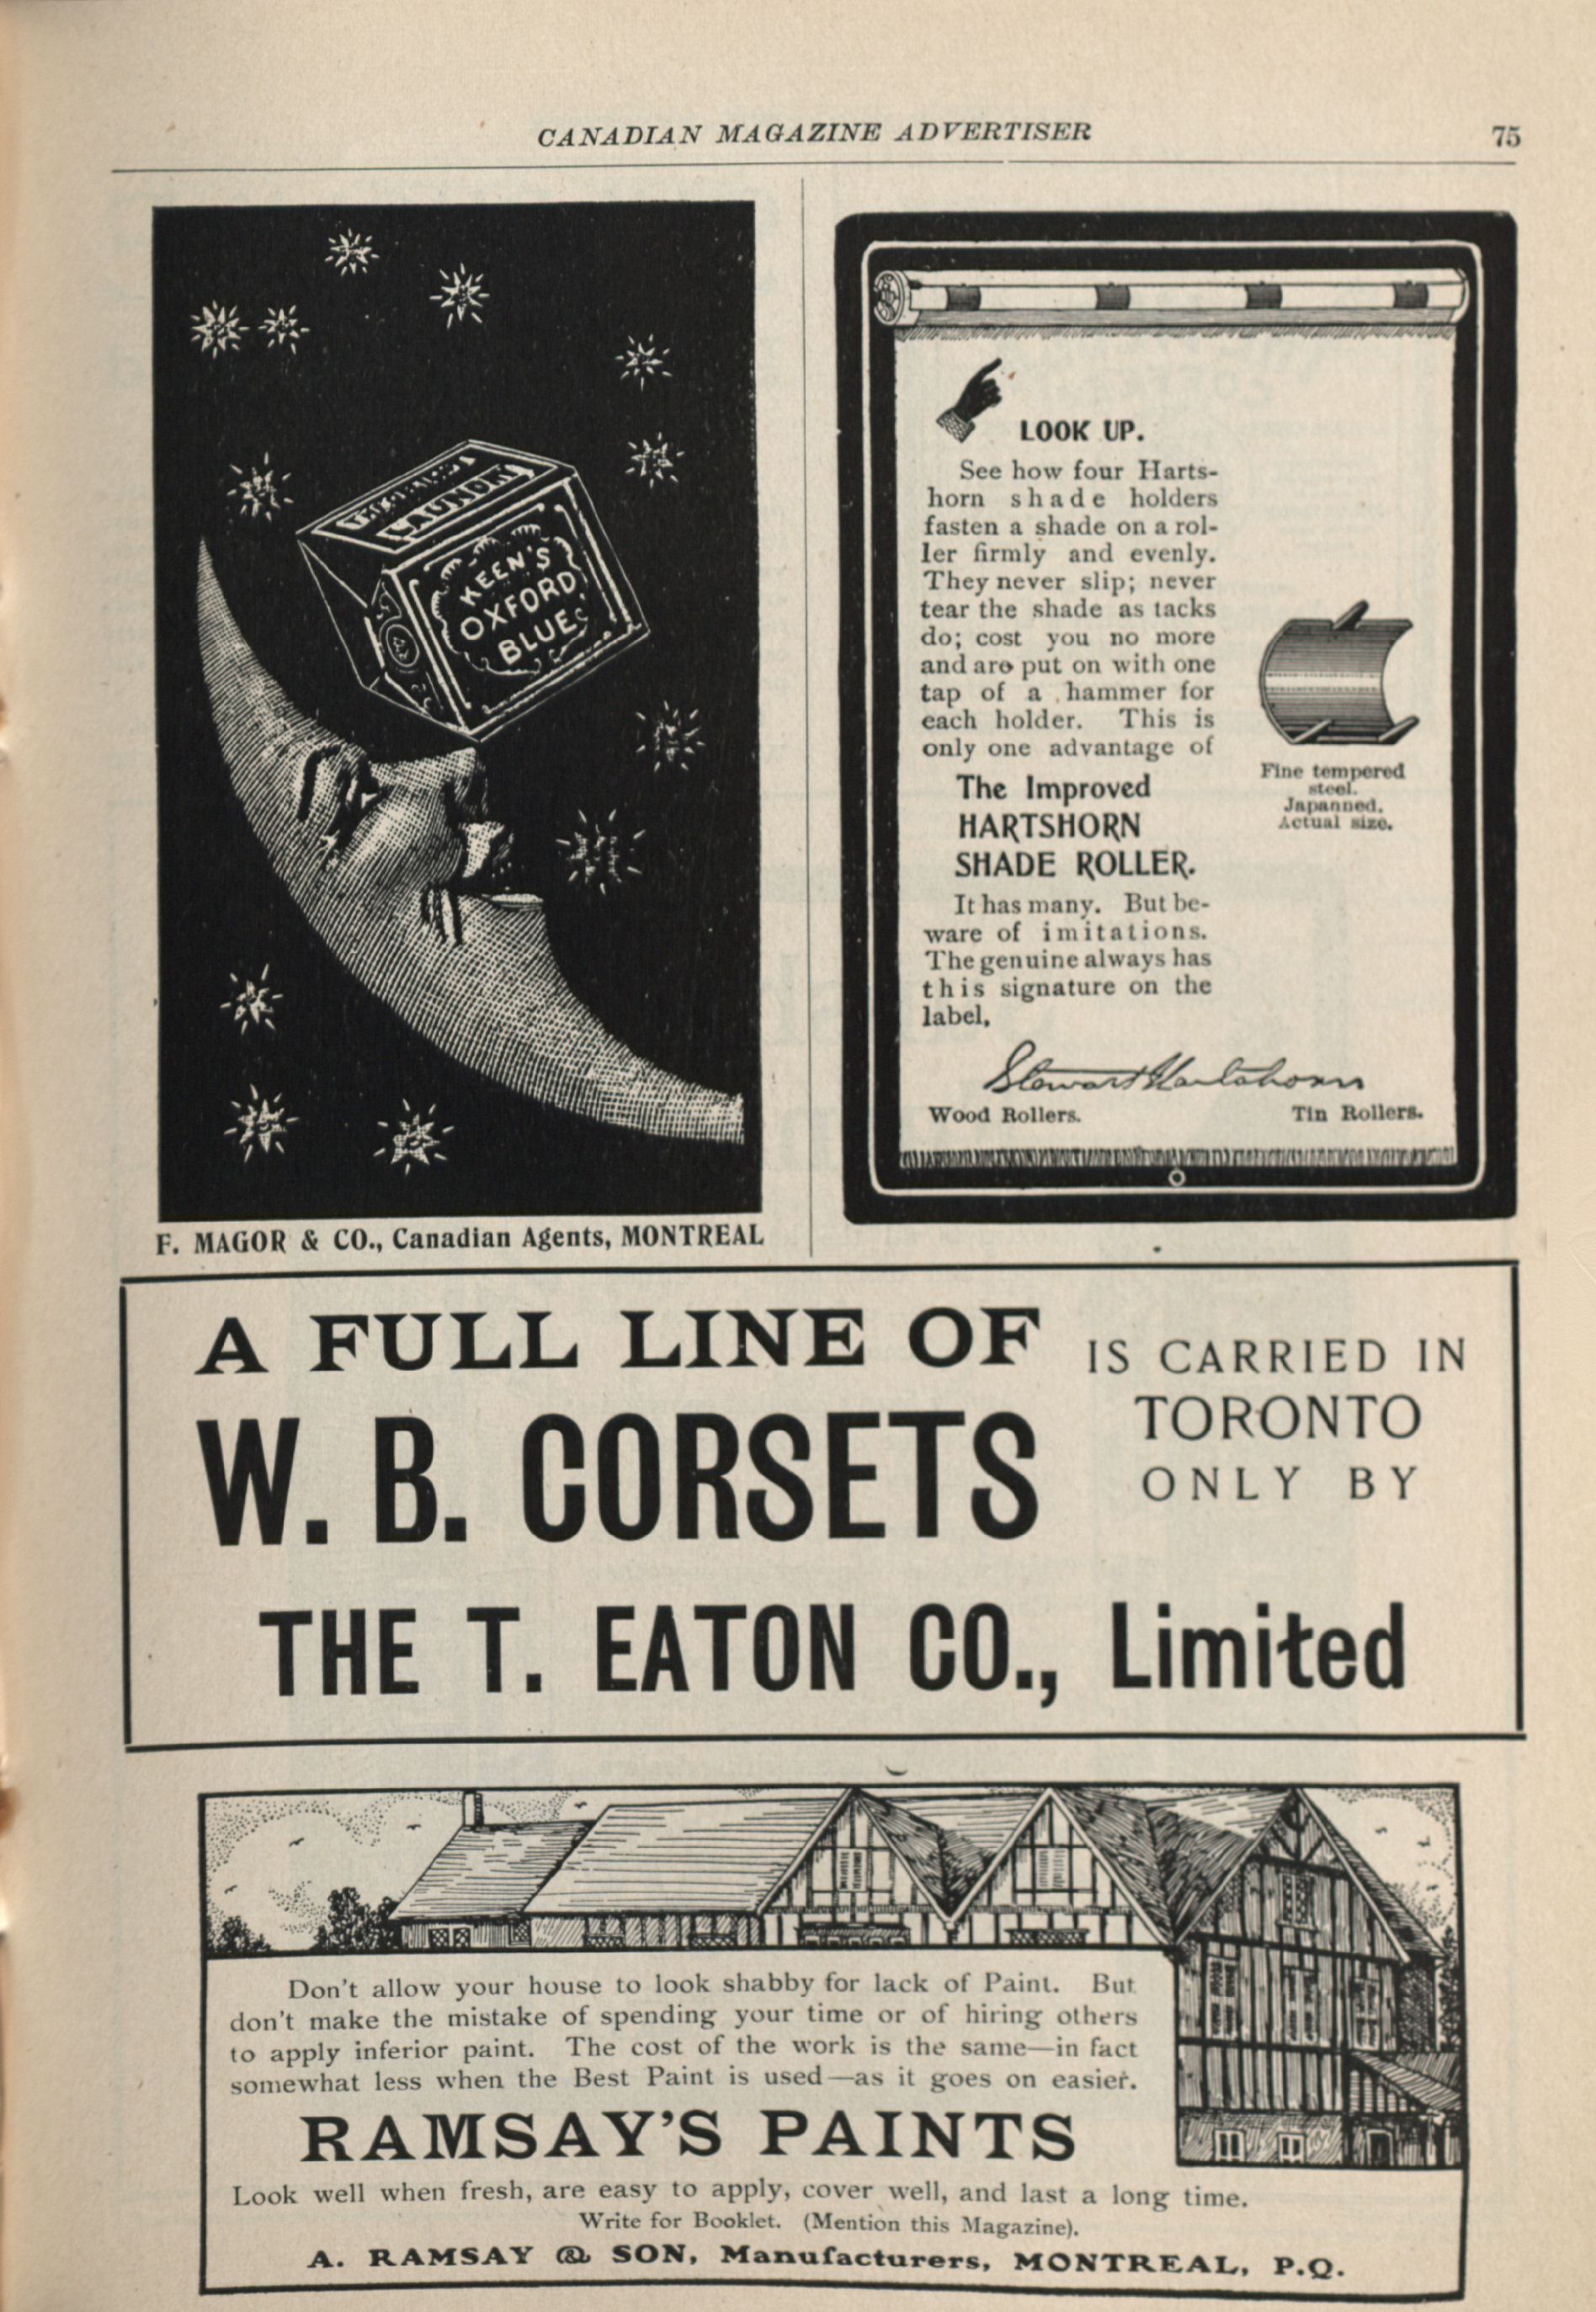 CANADIAN MAGAZINE ADVERTISER
75
KEEN'S
OXFORD
BLUE
F. MAGOR & CO., Canadian Agents, MONTREAL
LOOK UP.
See how four Harts-
horn shade holders
fasten a shade on a rol-
ler firmly and evenly.
They never slip; never
tear the shade as tacks
do; cost you no more
and are put on with one
tap of a hammer for
each holder. This is
only one advantage of
The Improved
HARTSHORN
SHADE ROLLER.
It has many. But be-
ware of imitations.
The genuine always has
this signature on the
label,
Stewart Hartshorn
Wood Rollers.
Tin Rollers.
Fine tempered
steel.
Japanned.
Actual size.
A FULL LINE OF
W. B. CORSETS
IS CARRIED IN
TORONTO
ONLY BY
THE T. EATON CO., Limited
Don't allow your house to look shabby for lack of Paint. But
don't make the mistake of spending your time or of hiring others
to apply inferior paint. The cost of the work is the same—in fact
somewhat less when the Best Paint is used—as it goes on easier.
RAMSAY'S PAINTS
Look well when fresh, are easy to apply, cover well, and last a long time.
Write for Booklet. (Mention this Magazine).
A. RAMSAY & SON, Manufacturers, MONTREAL, P.Q.